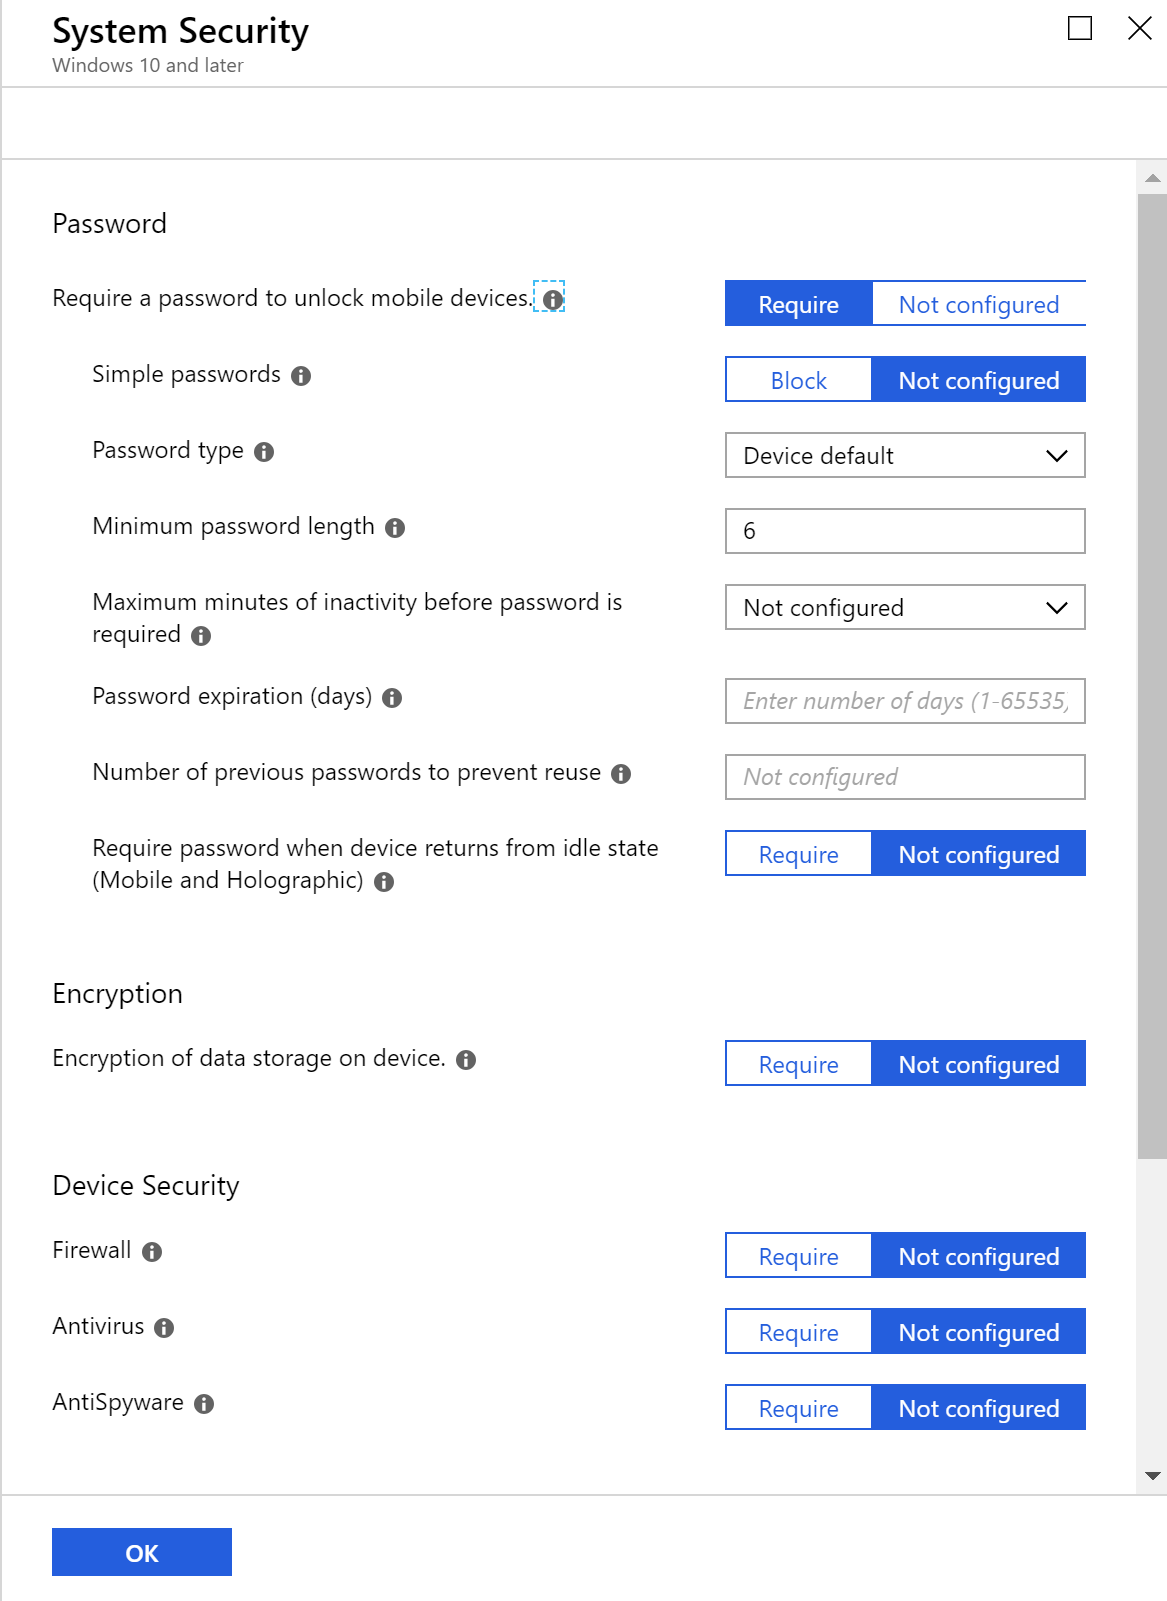 System Security
Windows 10 and later
Password
Require a password to unlock mobile devices.
Require Not configured
Simple passwords
Block Not configured
Password type
Device default
Minimum password length
6
Maximum minutes of inactivity before password is
required
Not configured
Password expiration (days)
Enter number of days (1-65535)
Number of previous passwords to prevent reuse
Not configured
Require password when device returns from idle state
(Mobile and Holographic)
Require Not configured
Encryption
Encryption of data storage on device.
Require Not configured
Device Security
Firewall
Require Not configured
Antivirus
Require Not configured
AntiSpyware
Require Not configured
OK